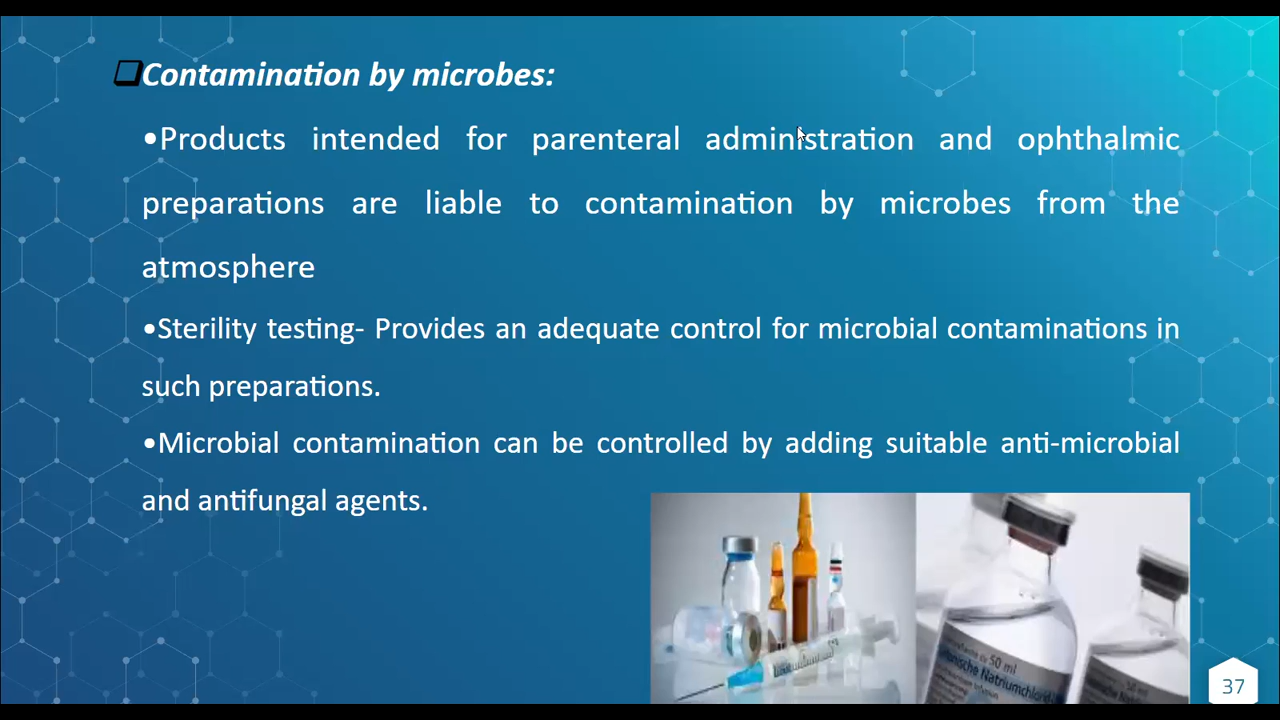 ❑Contamination by microbes:
•Products intended for parenteral administration and ophthalmic
preparations are liable to contamination by microbes from the
atmosphere
•Sterility testing- Provides an adequate control for microbial contaminations in
such preparations.
•Microbial contamination can be controlled by adding suitable anti-microbial
and antifungal agents.
50 ml
Natriumchlorid
37